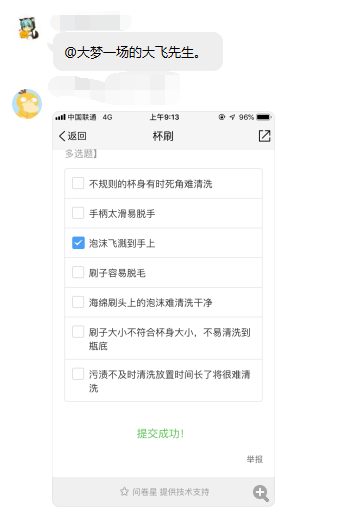 @大梦一场的大飞先生。
中国联通 4G 上午9:13 96%
返回 杯刷
多选题】
不规则的杯身有时死角难清洗
手柄太滑易脱手
泡沫飞溅到手上
刷子容易脱毛
海绵刷头上的泡沫难清洗干净
刷子大小不符合杯身大小，不易清洗到
瓶底
污渍不及时清洗放置时间长了将很难清
洗
提交成功！
举报
问卷星 提供技术支持